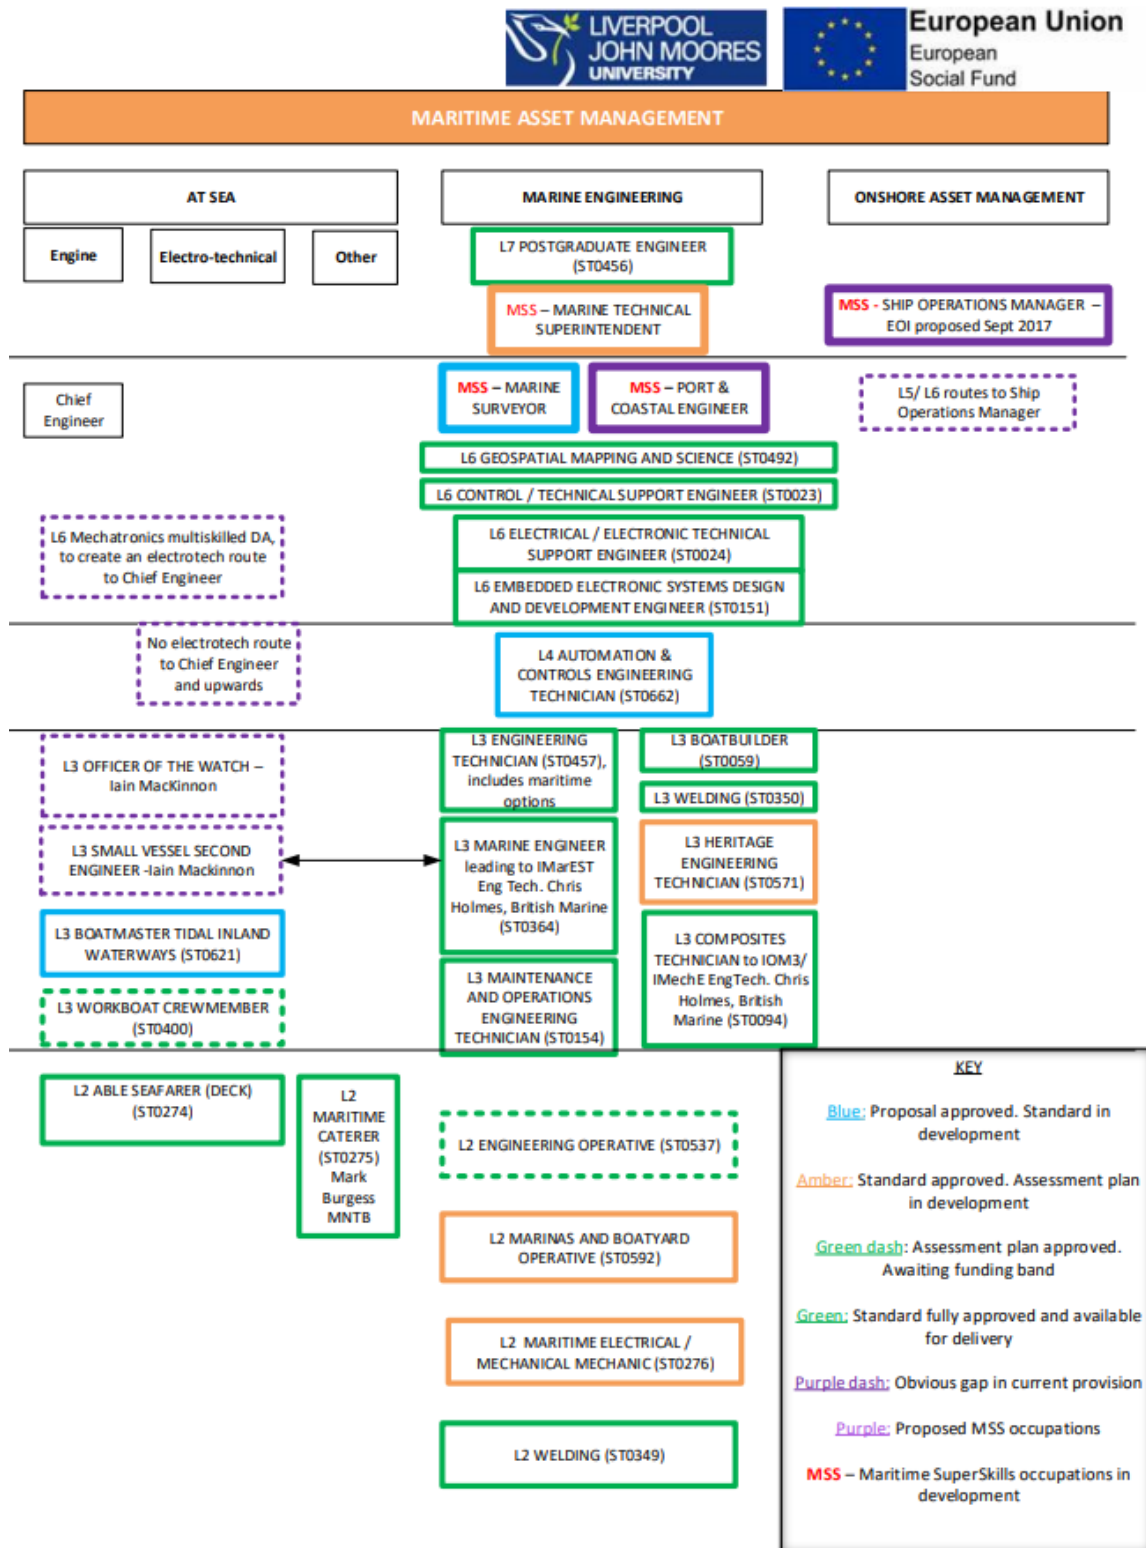 LIVERPOOL
JOHN MOORES
UNIVERSITY
European Union
European
Social Fund
MARITIME ASSET MANAGEMENT
AT SEA
MARINE ENGINEERING
ONSHORE ASSET MANAGEMENT
Engine
Electro-technical
Other
L7 POSTGRADUATE ENGINEER
(ST0456)
MSS – MARINE TECHNICAL
SUPERINTENDENT
MSS - SHIP OPERATIONS MANAGER –
EOI proposed Sept 2017
Chief
Engineer
MSS – MARINE
SURVEYOR
MSS – PORT &
COASTAL ENGINEER
L5/ L6 routes to Ship
Operations Manager
L6 GEOSPATIAL MAPPING AND SCIENCE (ST0492)
L6 CONTROL / TECHNICAL SUPPORT ENGINEER (ST0023)
L6 Mechatronics multiskilled DA,
to create an electrotech route
to Chief Engineer
L6 ELECTRICAL / ELECTRONIC TECHNICAL
SUPPORT ENGINEER (ST0024)
L6 EMBEDDED ELECTRONIC SYSTEMS DESIGN
AND DEVELOPMENT ENGINEER (ST0151)
No electrotech route
to Chief Engineer
and upwards
L4 AUTOMATION &
CONTROLS ENGINEERING
TECHNICIAN (ST0662)
L3 OFFICER OF THE WATCH –
Iain MacKinnon
L3 ENGINEERING
TECHNICIAN (ST0457),
includes maritime
options
L3 BOATBUILDER
(ST0059)
L3 WELDING (ST0350)
L3 SMALL VESSEL SECOND
ENGINEER -Iain Mackinnon
L3 MARINE ENGINEER
leading to IMarEST
Eng Tech. Chris
Holmes, British Marine
(ST0364)
L3 HERITAGE
ENGINEERING
TECHNICIAN (ST0571)
L3 BOATMASTER TIDAL INLAND
WATERWAYS (ST0621)
L3 COMPOSITES
TECHNICIAN to IOM3/
IMechE EngTech. Chris
Holmes, British
Marine (ST0094)
L3 WORKBOAT CREWMEMBER
(ST0400)
L3 MAINTENANCE
AND OPERATIONS
ENGINEERING
TECHNICIAN (ST0154)
L2 ABLE SEAFARER (DECK)
(ST0274)
L2
MARITIME
CATERER
(ST0275)
Mark
Burgess
MNTB
L2 ENGINEERING OPERATIVE (ST0537)
L2 MARINAS AND BOATYARD
OPERATIVE (ST0592)
L2 MARITIME ELECTRICAL /
MECHANICAL MECHANIC (ST0276)
L2 WELDING (ST0349)
KEY
Blue: Proposal approved. Standard in
development
Amber: Standard approved. Assessment plan
in development
Green dash: Assessment plan approved.
Awaiting funding band
Green: Standard fully approved and available
for delivery
Purple dash: Obvious gap in current provision
Purple: Proposed MSS occupations
MSS – Maritime SuperSkills occupations in
development